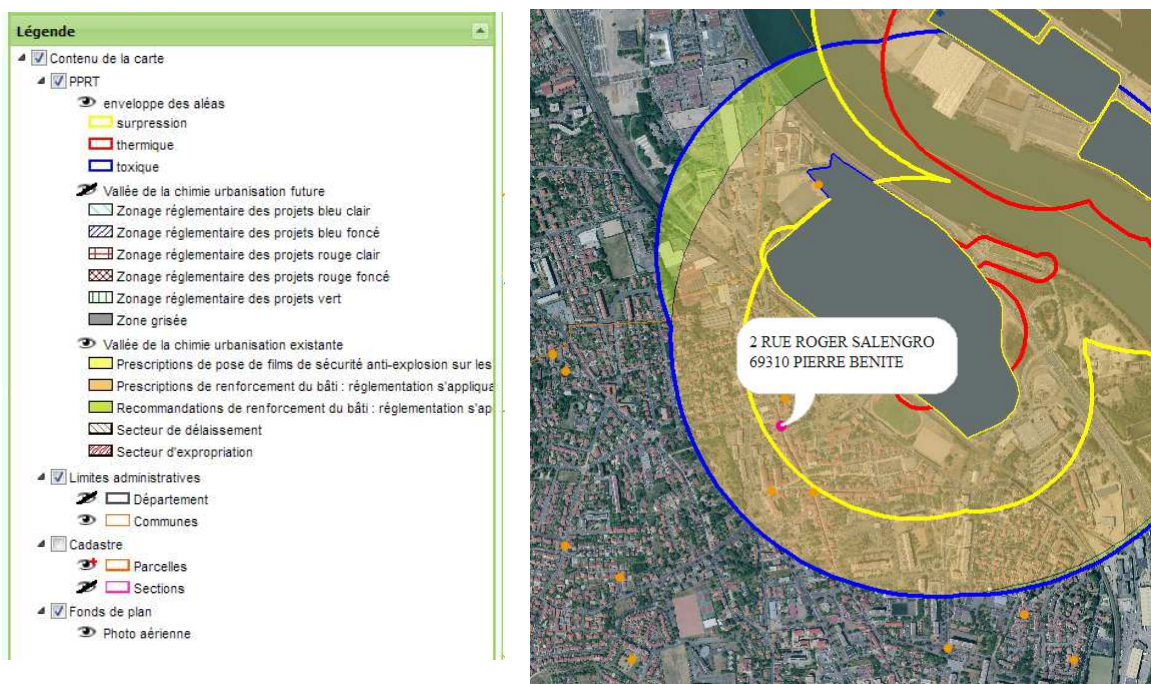 Légende
Contenu de la carte
PPRT
enveloppe des aléas
surpression
thermique
toxique
Vallée de la chimie urbanisation future
Zonage réglementaire des projets bleu clair
Zonage réglementaire des projets bleu foncé
Zonage réglementaire des projets rouge clair
Zonage réglementaire des projets rouge foncé
Zonage réglementaire des projets vert
Zone grisée
Vallée de la chimie urbanisation existante
Prescriptions de pose de films de sécurité anti-explosion sur les
Prescriptions de renforcement du bâti : réglementation s'appliqua
Recommandations de renforcement du bâti : réglementation s'ap
Secteur de délaissement
Secteur d'expropriation
Limites administratives
Département
Communes
Cadastre
Parcelles
Sections
Fonds de plan
Photo aérienne
2 RUE ROGER SALENGRO
69310 PIERRE BENITE